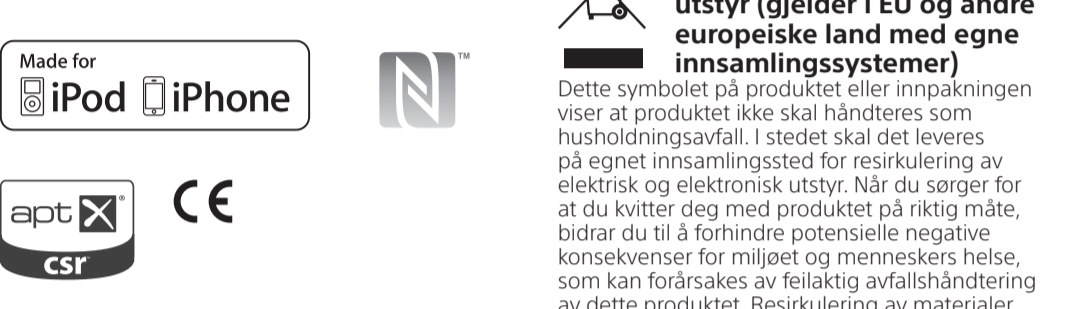 Made for
iPod iPhone
™
aptX®
csr™
CE
utstyr (gjelder i EU og andre
europeiske land med egne
innsamlingssystemer)
Dette symbolet på produktet eller innpakningen
viser at produktet ikke skal håndteres som
husholdningsavfall. I stedet skal det leveres
på egnet innsamlingssted for resirkulering av
elektrisk og elektronisk utstyr. Når du sørger for
at du kvitter deg med produktet på riktig måte,
bidrar du til å forhindre potensielle negative
konsekvenser for miljøet og menneskers helse,
som kan forårsakes av feilaktig avfallshåndtering
av dette produktet. Resirkulering av materialer